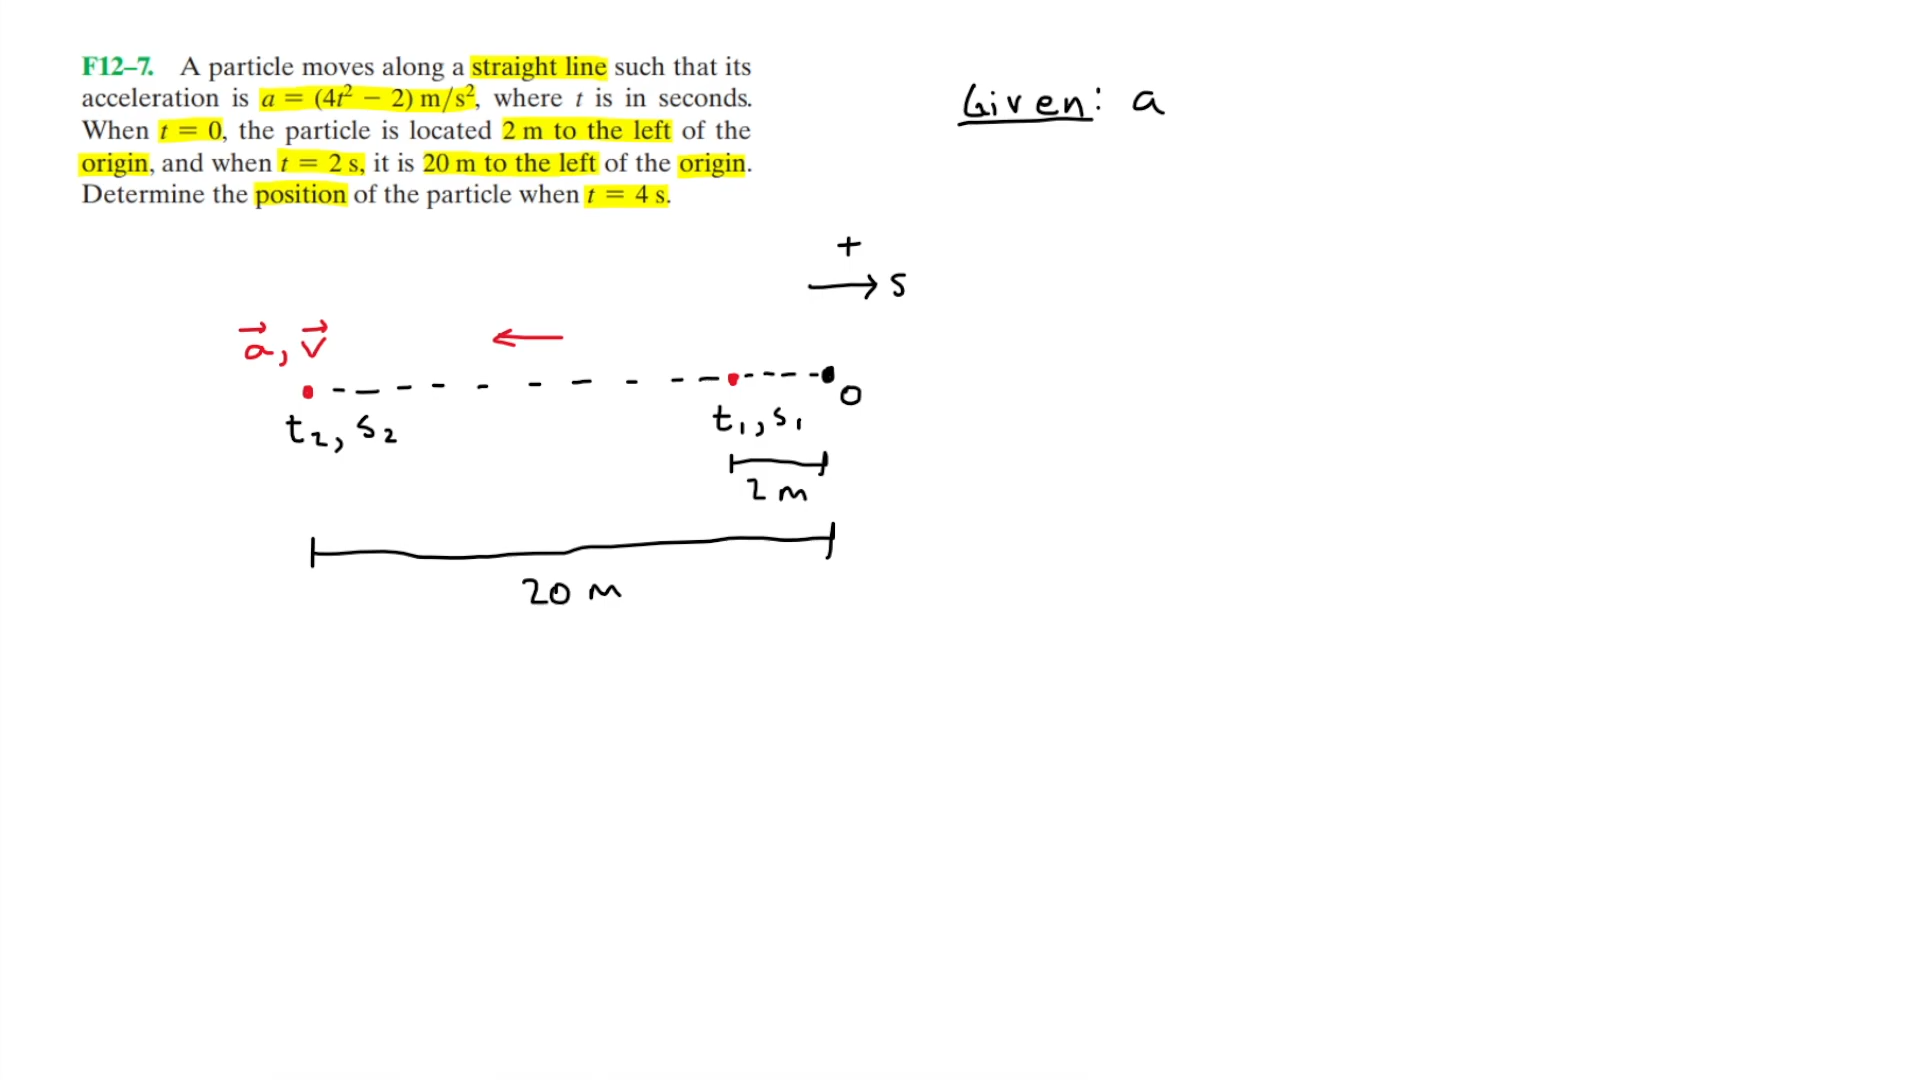 F12–7. A particle moves along a straight line such that its
acceleration is a = (4t² − 2) m/s², where t is in seconds.
When t = 0, the particle is located 2 m to the left of the
origin, and when t = 2 s, it is 20 m to the left of the origin.
Determine the position of the particle when t = 4 s.
Given: a
+
→ s
a⃗, v⃗
←
O
t₂, s₂
t₁, s₁
2 m
20 m